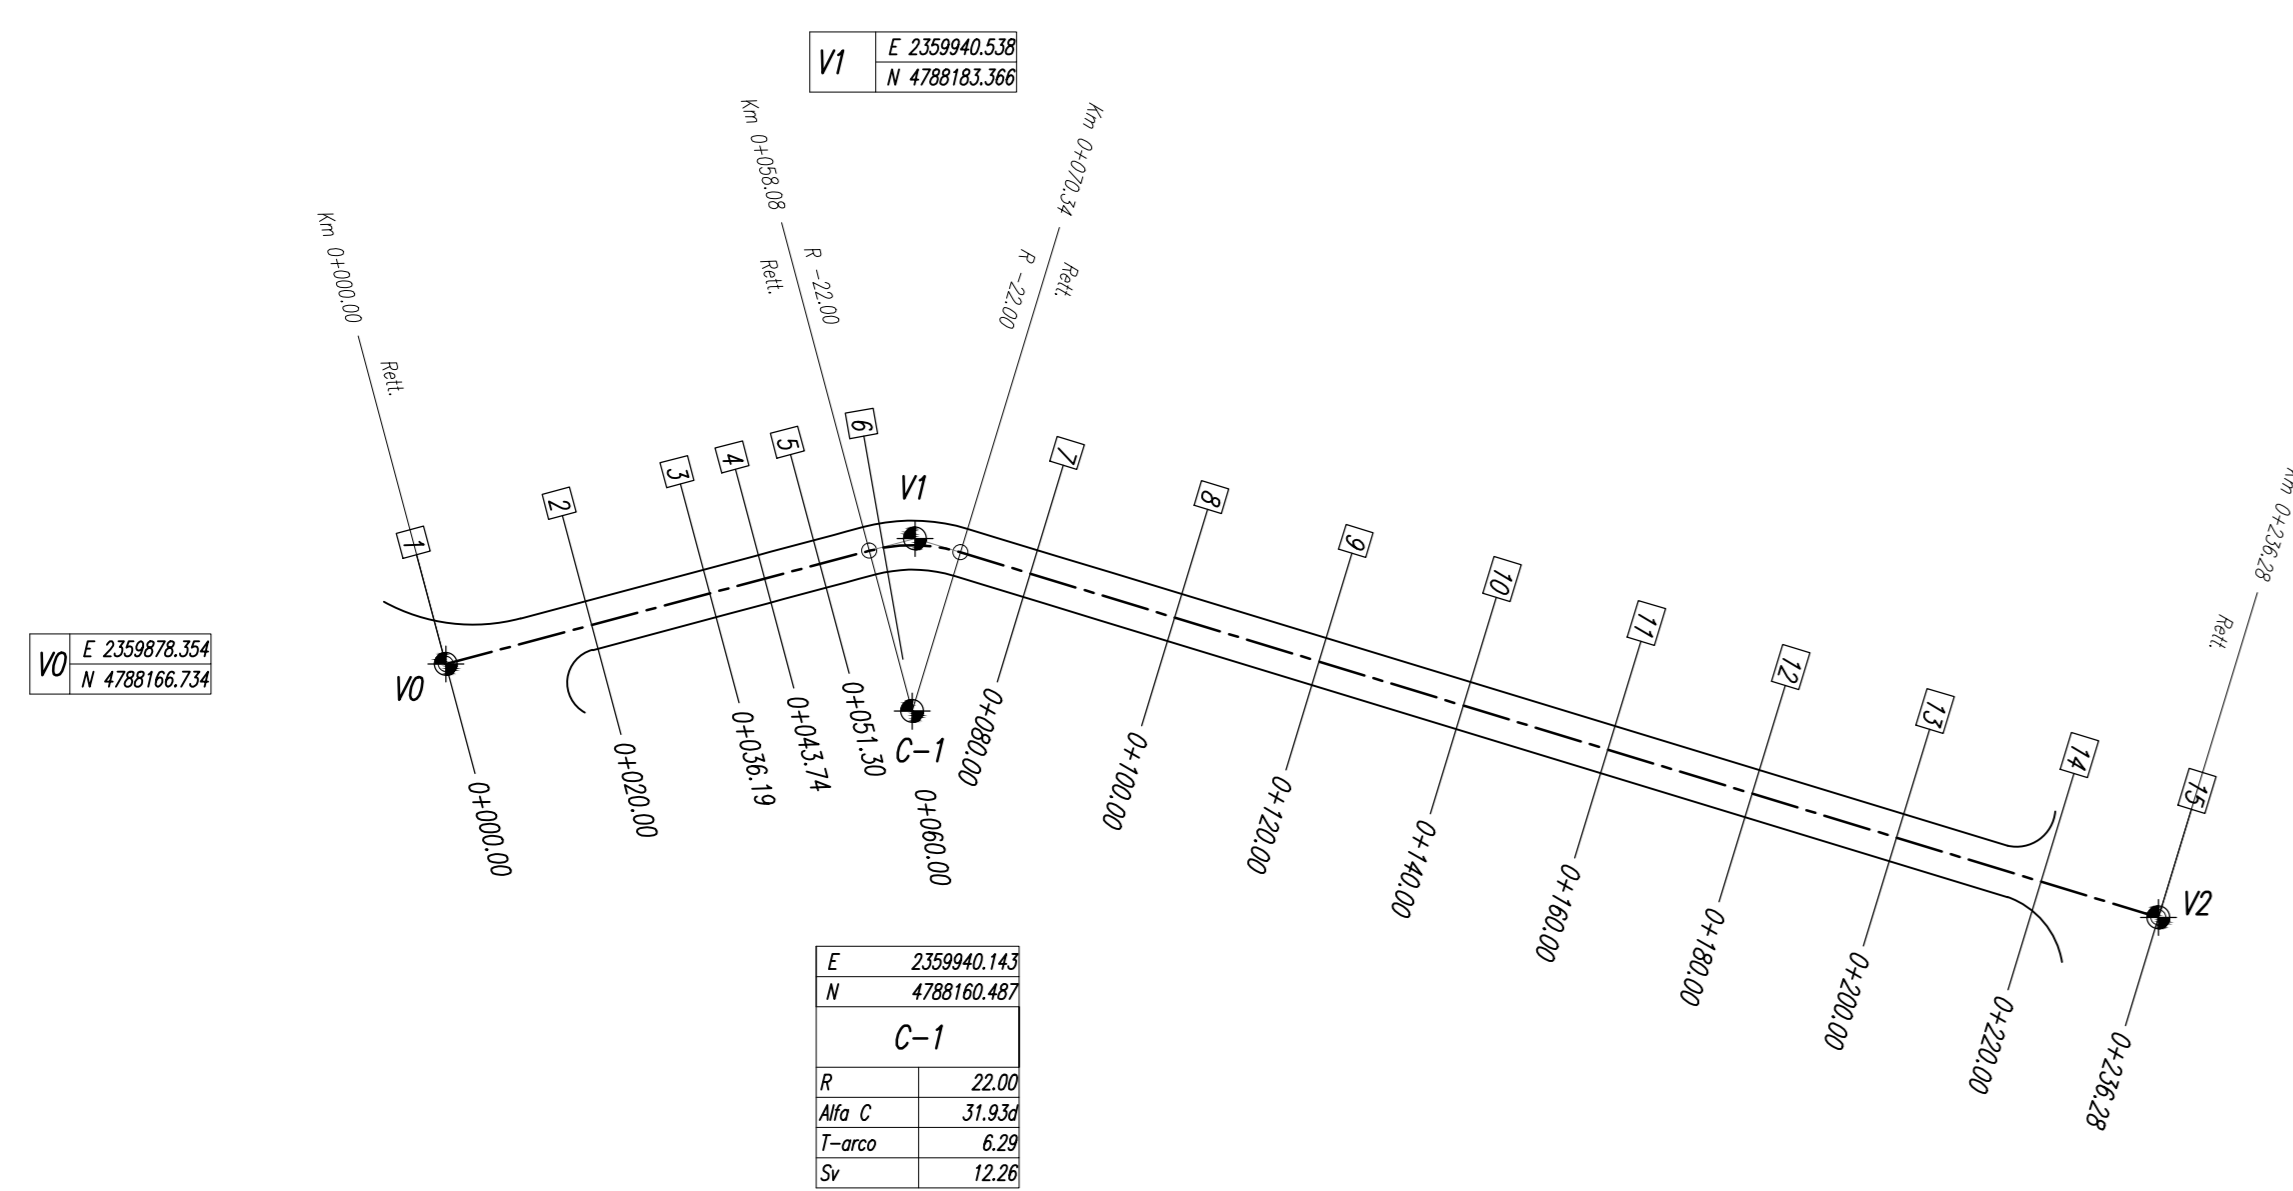 V1
E 2359940.538
N 4788183.366
Km 0+000.00
Rett.
Km 0+058.08
Rett.
R -22.00
Km 0+070.34
R -22.00
Rett.
Km 0+236.28
Rett.
1
2
3
4
5
6
7
8
9
10
11
12
13
14
15
V1
V0
E 2359878.354
N 4788166.734
V0
C-1
V2
0+000.00
0+020.00
0+036.19
0+043.74
0+051.30
0+060.00
0+080.00
0+100.00
0+120.00
0+140.00
0+160.00
0+180.00
0+200.00
0+220.00
0+236.28
E 2359940.143
N 4788160.487
C-1
R 22.00
Alfa C 31.93d
T-arco 6.29
Sv 12.26